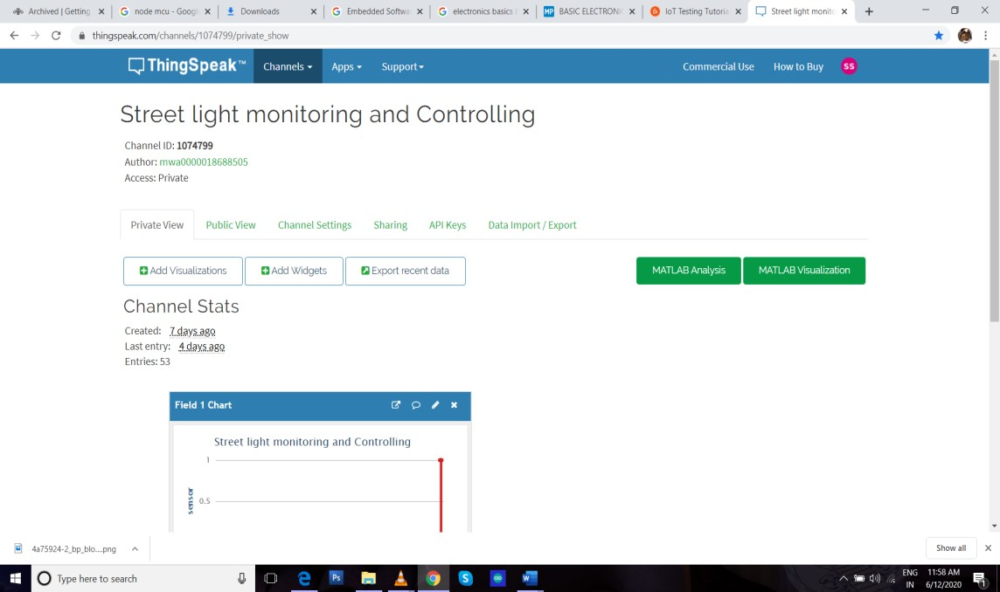 Archived | Getting
node mcu - Googl
Downloads
Embedded Softwa
electronics basics
BASIC ELECTRONIC
IoT Testing Tutoria
Street light monito
thingspeak.com/channels/1074799/private_show
ThingSpeak™ Channels Apps Support Commercial Use How to Buy SS
Street light monitoring and Controlling
Channel ID: 1074799
Author: mwa0000018688505
Access: Private
Private View Public View Channel Settings Sharing API Keys Data Import / Export
Add Visualizations Add Widgets Export recent data MATLAB Analysis MATLAB Visualization
Channel Stats
Created: 7 days ago
Last entry: 4 days ago
Entries: 53
Field 1 Chart
Street light monitoring and Controlling
1
sensor
0.5
4a75924-2_bp_blo....png Show all
Type here to search
ENG 11:58 AM
IN 6/12/2020